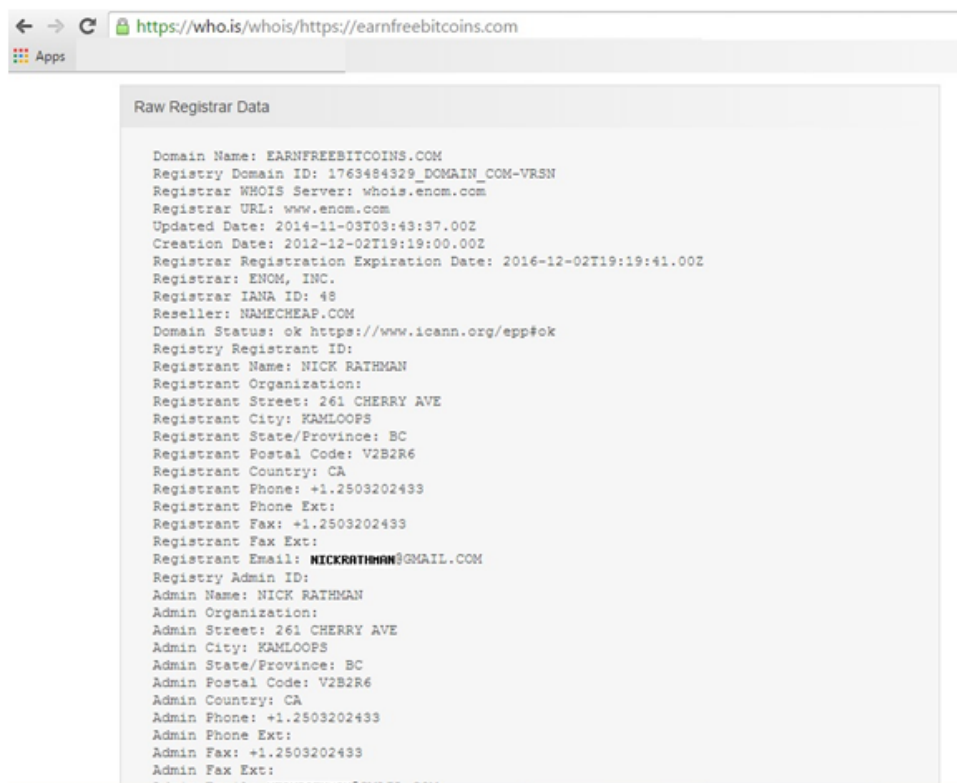 https://who.is/whois/https://earnfreebitcoins.com
Apps
Raw Registrar Data
Domain Name: EARNFREEBITCOINS.COM
Registry Domain ID: 1763484329_DOMAIN_COM-VRSN
Registrar WHOIS Server: whois.enom.com
Registrar URL: www.enom.com
Updated Date: 2014-11-03T03:43:37.00Z
Creation Date: 2012-12-02T19:19:00.00Z
Registrar Registration Expiration Date: 2016-12-02T19:19:41.00Z
Registrar: ENOM, INC.
Registrar IANA ID: 48
Reseller: NAMECHEAP.COM
Domain Status: ok https://www.icann.org/epp#ok
Registry Registrant ID:
Registrant Name: NICK RATHMAN
Registrant Organization:
Registrant Street: 261 CHERRY AVE
Registrant City: KAMLOOPS
Registrant State/Province: BC
Registrant Postal Code: V2B2R6
Registrant Country: CA
Registrant Phone: +1.2503202433
Registrant Phone Ext:
Registrant Fax: +1.2503202433
Registrant Fax Ext:
Registrant Email: NICKRATHMAN@GMAIL.COM
Registry Admin ID:
Admin Name: NICK RATHMAN
Admin Organization:
Admin Street: 261 CHERRY AVE
Admin City: KAMLOOPS
Admin State/Province: BC
Admin Postal Code: V2B2R6
Admin Country: CA
Admin Phone: +1.2503202433
Admin Phone Ext:
Admin Fax: +1.2503202433
Admin Fax Ext: